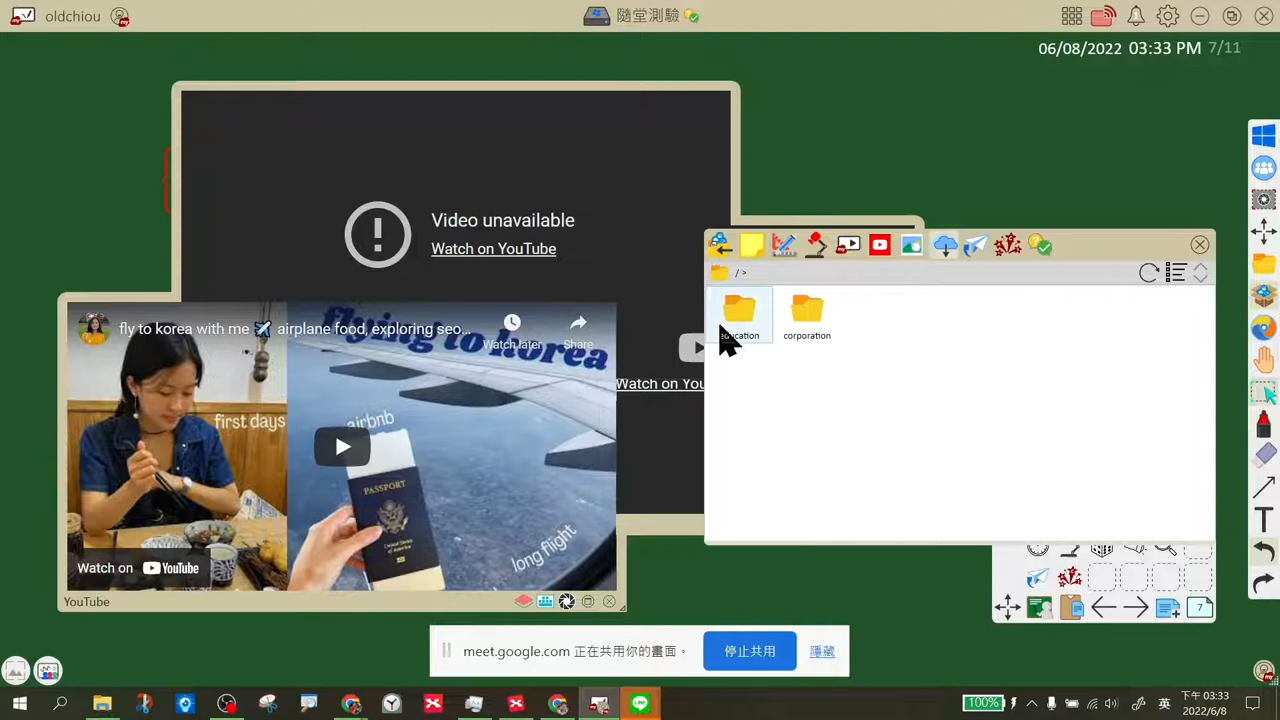 oldchiou
隨堂測驗
06/08/2022 03:33 PM 7/11
Video unavailable
Watch on YouTube
/ >
education
corporation
fly to korea with me ✈️ airplane food, exploring seo...
Watch later
Share
flying to korea
Watch on You
first days
airbnb
PASSPORT
long flight
Watch on YouTube
YouTube
7
meet.google.com 正在共用你的畫面。
停止共用
隱藏
100%
英
下午 03:33
2022/6/8